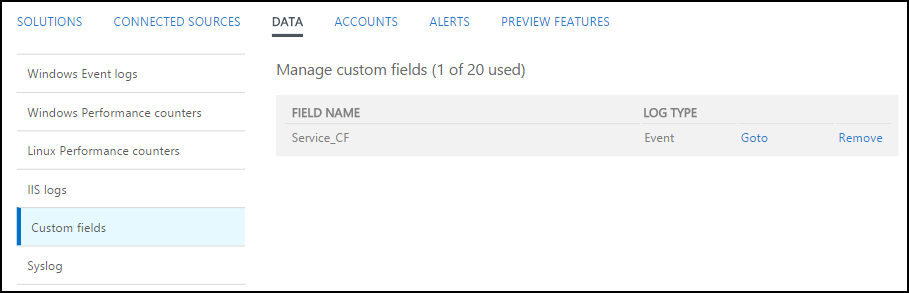 SOLUTIONS CONNECTED SOURCES DATA ACCOUNTS ALERTS PREVIEW FEATURES
Windows Event logs
Windows Performance counters
Linux Performance counters
IIS logs
Custom fields
Syslog
Manage custom fields (1 of 20 used)
FIELD NAME LOG TYPE
Service_CF Event Goto Remove